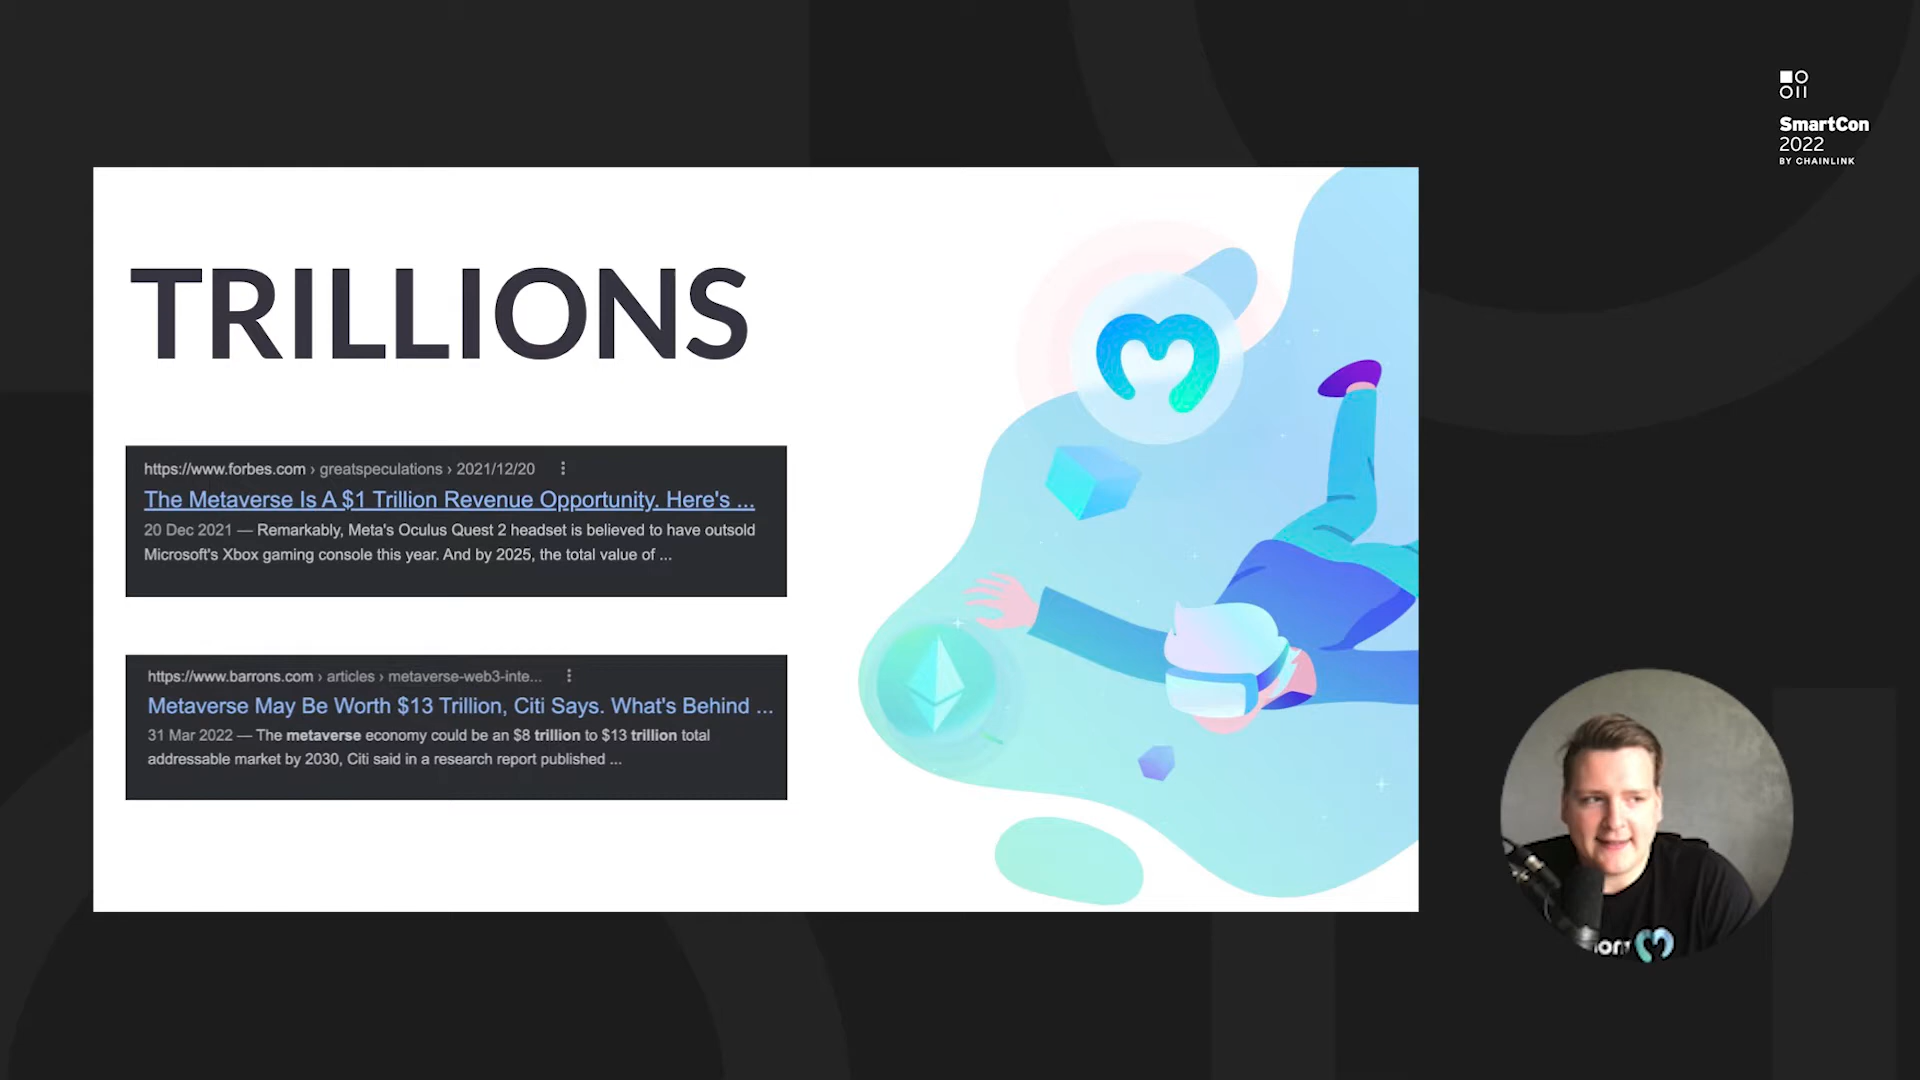 SmartCon
2022
BY CHAINLINK
TRILLIONS
https://www.forbes.com › greatspeculations › 2021/12/20
The Metaverse Is A $1 Trillion Revenue Opportunity. Here's ...
20 Dec 2021 — Remarkably, Meta's Oculus Quest 2 headset is believed to have outsold
Microsoft's Xbox gaming console this year. And by 2025, the total value of ...
https://www.barrons.com › articles › metaverse-web3-inte...
Metaverse May Be Worth $13 Trillion, Citi Says. What's Behind ...
31 Mar 2022 — The metaverse economy could be an $8 trillion to $13 trillion total
addressable market by 2030, Citi said in a research report published ...